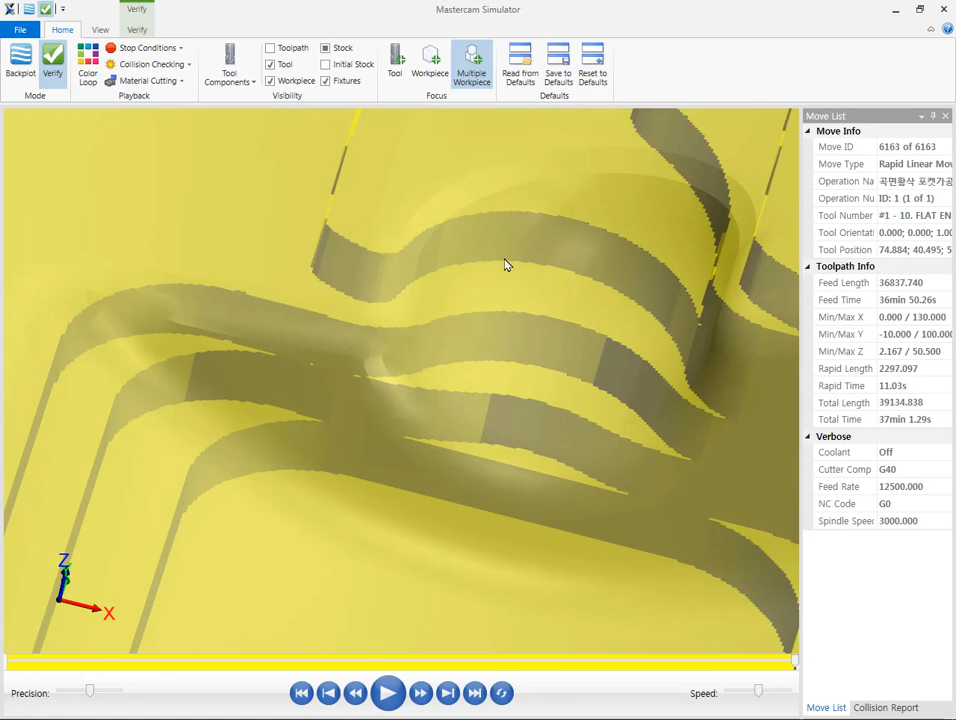 Verify
Mastercam Simulator
File
Home
View
Verify
Backplot
Verify
Mode
Color Loop
Stop Conditions
Collision Checking
Material Cutting
Playback
Tool Components
Toolpath
Tool
Workpiece
Stock
Initial Stock
Fixtures
Visibility
Tool
Workpiece
Multiple Workpiece
Focus
Read from Defaults
Save to Defaults
Reset to Defaults
Defaults
Move List
Move Info
Move ID 6163 of 6163
Move Type Rapid Linear Mov
Operation Na 곡면황삭 포켓가공
Operation Nu ID: 1 (1 of 1)
Tool Number #1 - 10. FLAT EN
Tool Orientati 0.000; 0.000; 1.00
Tool Position 74.884; 40.495; 5
Toolpath Info
Feed Length 36837.740
Feed Time 36min 50.26s
Min/Max X 0.000 / 130.000
Min/Max Y -10.000 / 100.000
Min/Max Z 2.167 / 50.500
Rapid Length 2297.097
Rapid Time 11.03s
Total Length 39134.838
Total Time 37min 1.29s
Verbose
Coolant Off
Cutter Comp G40
Feed Rate 12500.000
NC Code G0
Spindle Speed 3000.000
Z
X
Precision:
Speed:
Move List
Collision Report